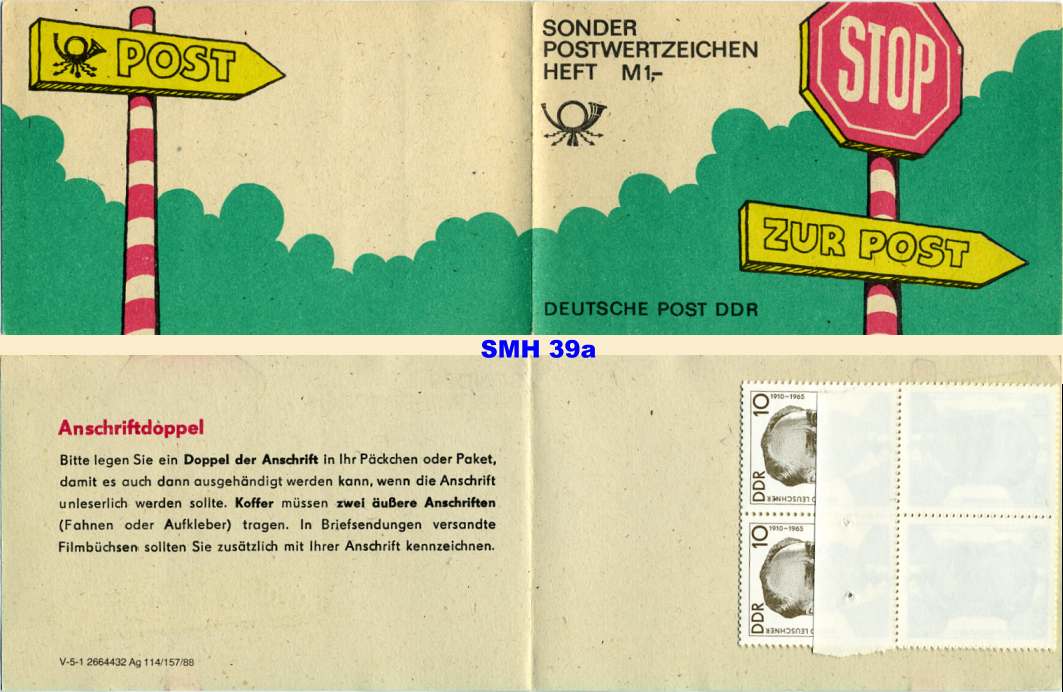 POST
SONDER
POSTWERTZEICHEN
HEFT M1,-
STOP
ZUR POST
DEUTSCHE POST DDR
SMH 39a
Anschriftdoppel
Bitte legen Sie ein Doppel der Anschrift in Ihr Päckchen oder Paket,
damit es auch dann ausgehändigt werden kann, wenn die Anschrift
unleserlich werden sollte. Koffer müssen zwei äußere Anschriften
(Fahnen oder Aufkleber) tragen. In Briefsendungen versandte
Filmbüchsen sollten Sie zusätzlich mit Ihrer Anschrift kennzeichnen.
V-5-1 2664432 Ag 114/157/88
10
1910-1965
DDR
LEUSCHNER
10
1910-1965
DDR
LEUSCHNER